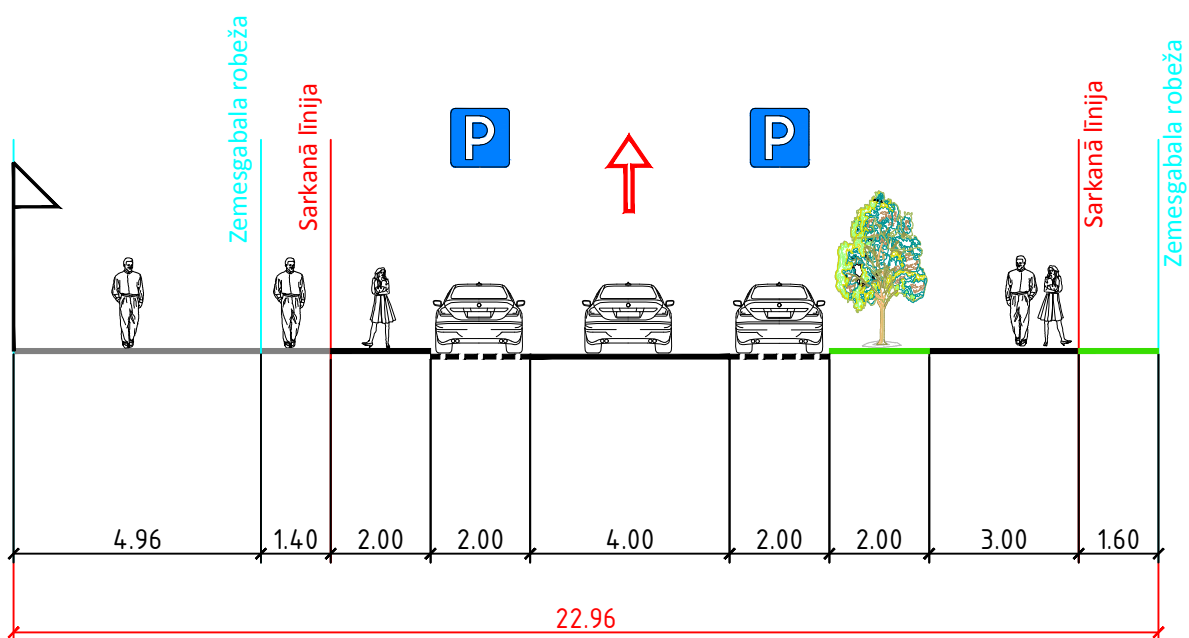 Zemesgabala robeža
Sarkanā līnija
P
P
Sarkanā līnija
Zemesgabala robeža
4.96
1.40
2.00
2.00
4.00
2.00
2.00
3.00
1.60
22.96